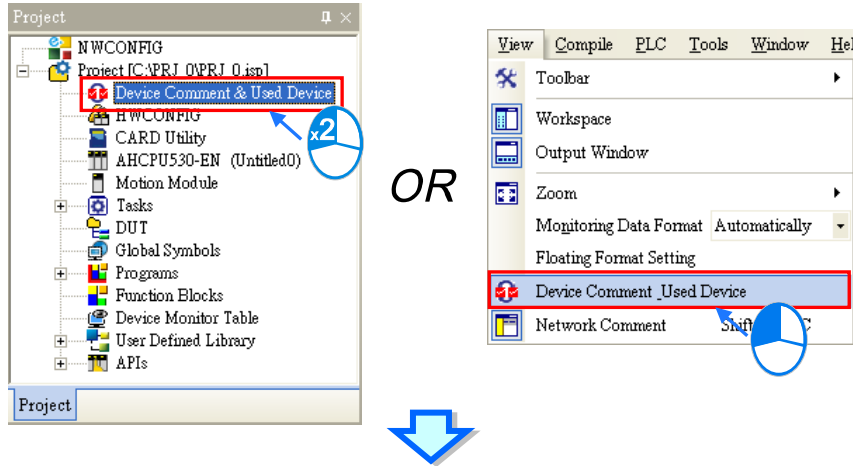 Project
NWCONFIG
Project [C:\PRJ_0\PRJ_0.isp]
Device Comment & Used Device
HWCONFIG
CARD Utility
AHCPU530-EN (Untitled0)
Motion Module
Tasks
DUT
Global Symbols
Programs
Function Blocks
Device Monitor Table
User Defined Library
APIs
Project
x2
OR
View Compile PLC Tools Window Hel
Toolbar
Workspace
Output Window
Zoom
Monitoring Data Format Automatically
Floating Format Setting
Device Comment _Used Device
Network Comment C